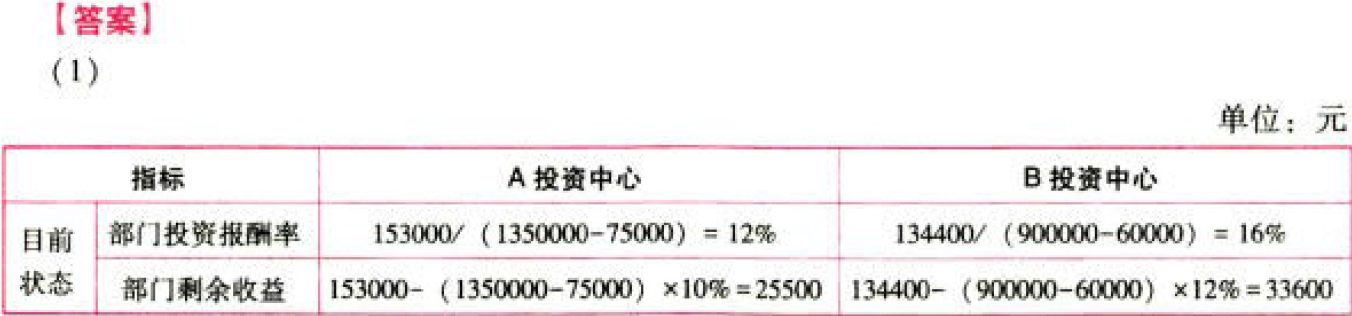 【答案】
(1)
单位：元
指标 A 投资中心 B 投资中心
目前状态 部门投资报酬率 153000/（1350000-75000）= 12% 134400/（900000-60000）= 16%
部门剩余收益 153000-（1350000-75000）×10% = 25500 134400-（900000-60000）×12% = 33600